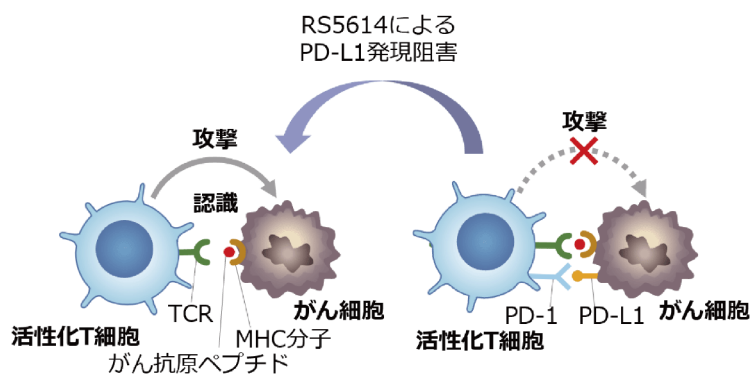 RS5614による
PD-L1発現阻害
攻撃
認識
TCR
がん細胞
MHC分子
活性化T細胞
がん抗原ペプチド
攻撃
PD-1
PD-L1
がん細胞
活性化T細胞